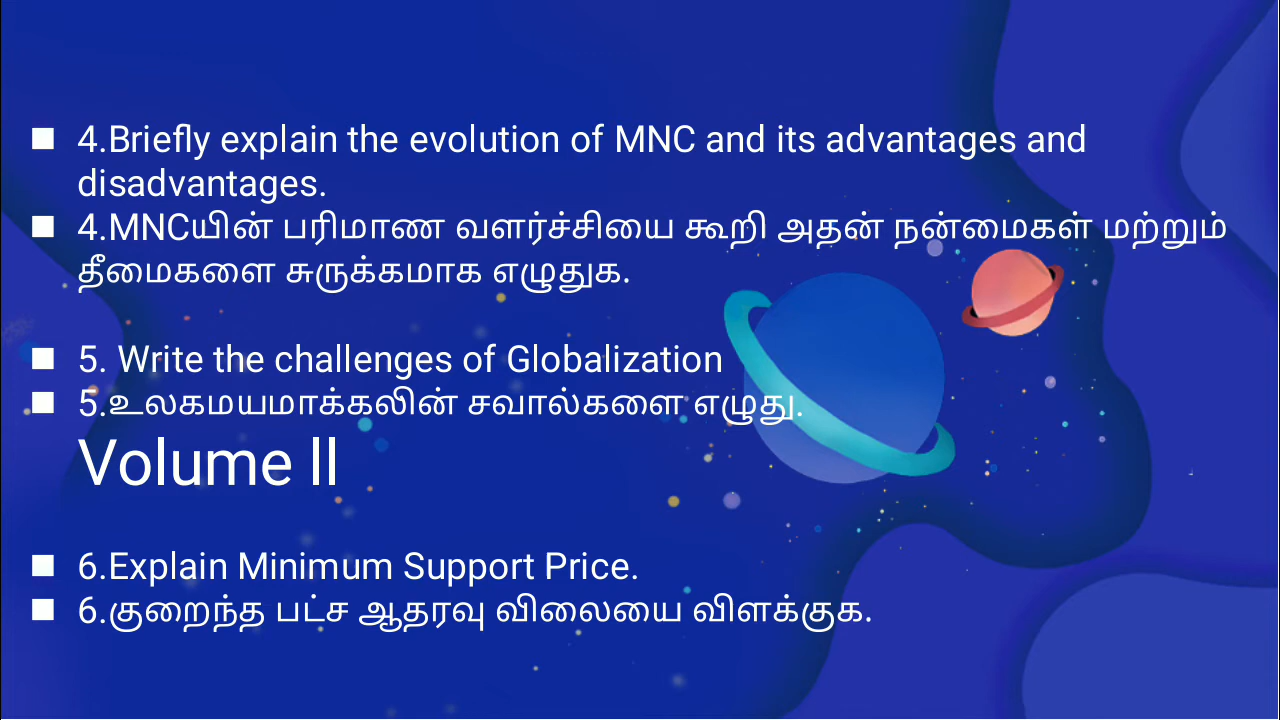 4.Briefly explain the evolution of MNC and its advantages and
disadvantages.
4.MNCயின் பரிமாண வளர்ச்சியை கூறி அதன் நன்மைகள் மற்றும்
தீமைகளை சுருக்கமாக எழுதுக.
5. Write the challenges of Globalization
5.உலகமயமாக்கலின் சவால்களை எழுது.
Volume ll
6.Explain Minimum Support Price.
6.குறைந்த பட்ச ஆதரவு விலையை விளக்குக.